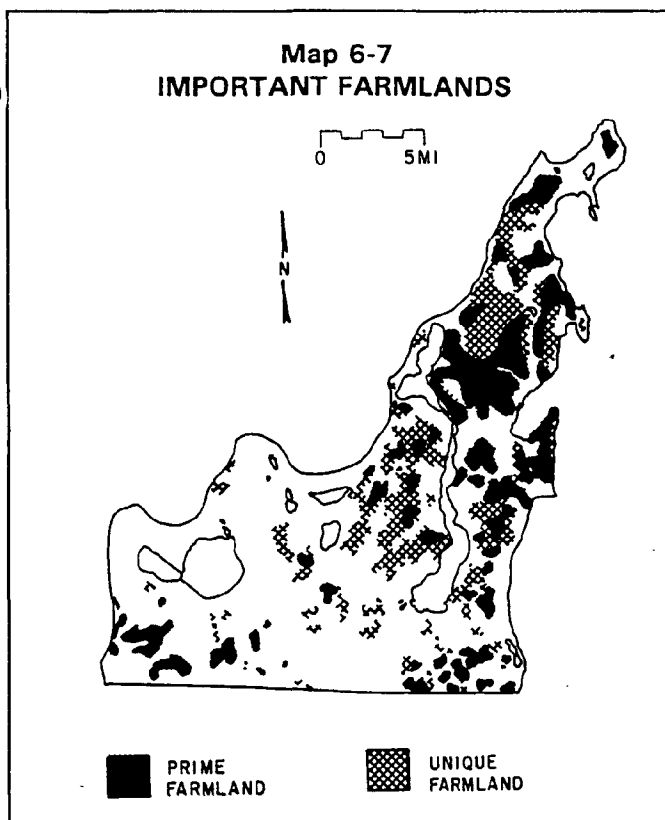 Map 6-7
IMPORTANT FARMLANDS
0 5MI
N
PRIME
FARMLAND
UNIQUE
FARMLAND